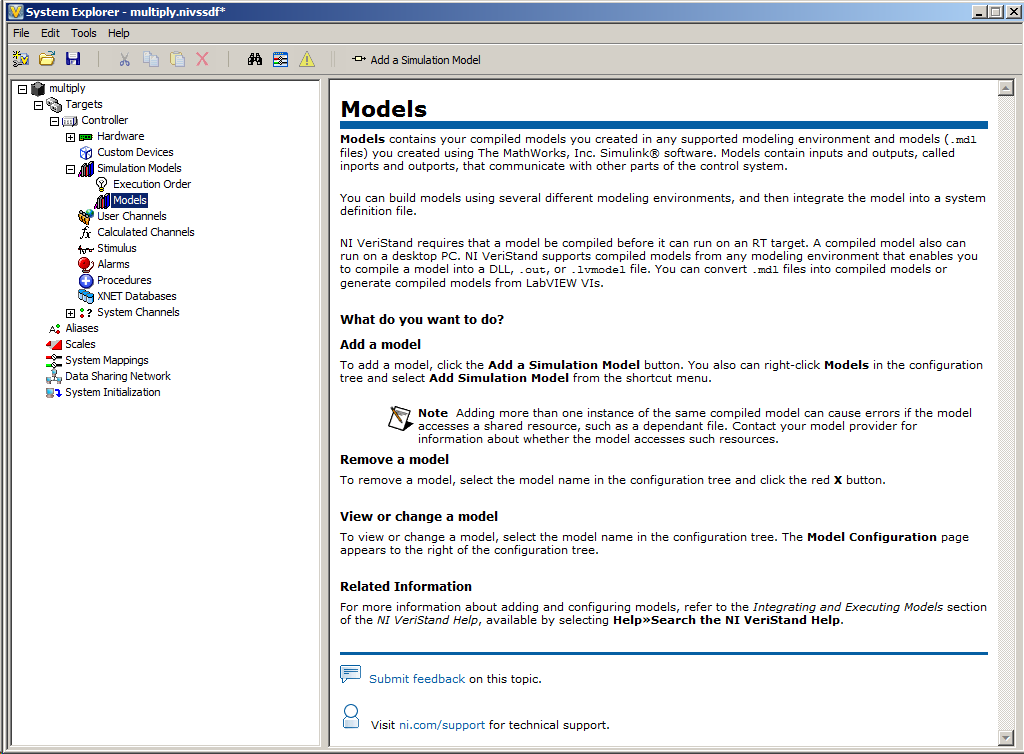 System Explorer - multiply.nivssdf*
File Edit Tools Help
Add a Simulation Model
multiply
Targets
Controller
Hardware
Custom Devices
Simulation Models
Execution Order
Models
User Channels
Calculated Channels
Stimulus
Alarms
Procedures
XNET Databases
System Channels
Aliases
Scales
System Mappings
Data Sharing Network
System Initialization
Models
Models contains your compiled models you created in any supported modeling environment and models (.mdl
files) you created using The MathWorks, Inc. Simulink® software. Models contain inputs and outputs, called
inports and outports, that communicate with other parts of the control system.
You can build models using several different modeling environments, and then integrate the model into a system
definition file.
NI VeriStand requires that a model be compiled before it can run on an RT target. A compiled model also can
run on a desktop PC. NI VeriStand supports compiled models from any modeling environment that enables you
to compile a model into a DLL, .out, or .lvmodel file. You can convert .mdl files into compiled models or
generate compiled models from LabVIEW VIs.
What do you want to do?
Add a model
To add a model, click the Add a Simulation Model button. You also can right-click Models in the configuration
tree and select Add Simulation Model from the shortcut menu.
Note Adding more than one instance of the same compiled model can cause errors if the model
accesses a shared resource, such as a dependant file. Contact your model provider for
information about whether the model accesses such resources.
Remove a model
To remove a model, select the model name in the configuration tree and click the red X button.
View or change a model
To view or change a model, select the model name in the configuration tree. The Model Configuration page
appears to the right of the configuration tree.
Related Information
For more information about adding and configuring models, refer to the Integrating and Executing Models section
of the NI VeriStand Help, available by selecting Help»Search the NI VeriStand Help.
Submit feedback on this topic.
Visit ni.com/support for technical support.